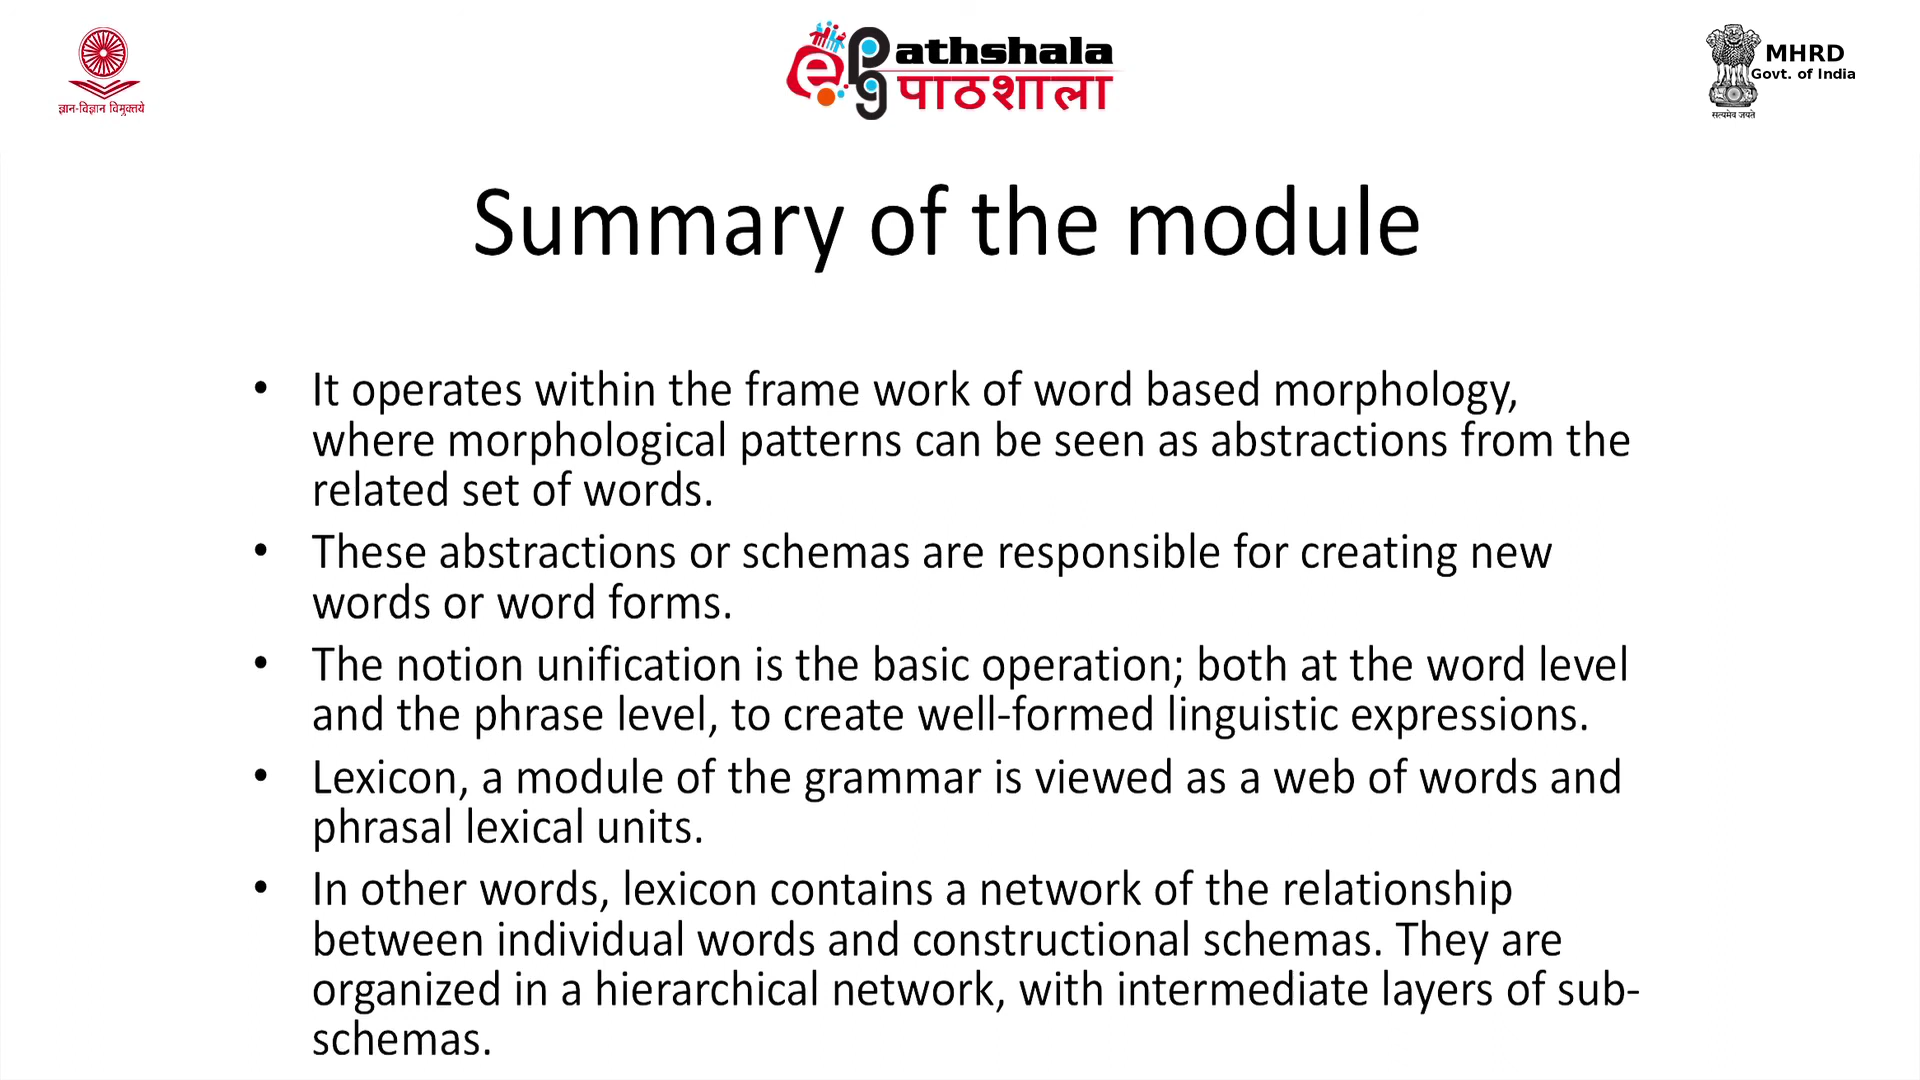 ज्ञान-विज्ञान विमुक्तये
ePGathshala
पाठशाला
MHRD
Govt. of India
सत्यमेव जयते
Summary of the module
• It operates within the frame work of word based morphology,
where morphological patterns can be seen as abstractions from the
related set of words.
• These abstractions or schemas are responsible for creating new
words or word forms.
• The notion unification is the basic operation; both at the word level
and the phrase level, to create well-formed linguistic expressions.
• Lexicon, a module of the grammar is viewed as a web of words and
phrasal lexical units.
• In other words, lexicon contains a network of the relationship
between individual words and constructional schemas. They are
organized in a hierarchical network, with intermediate layers of sub-
schemas.